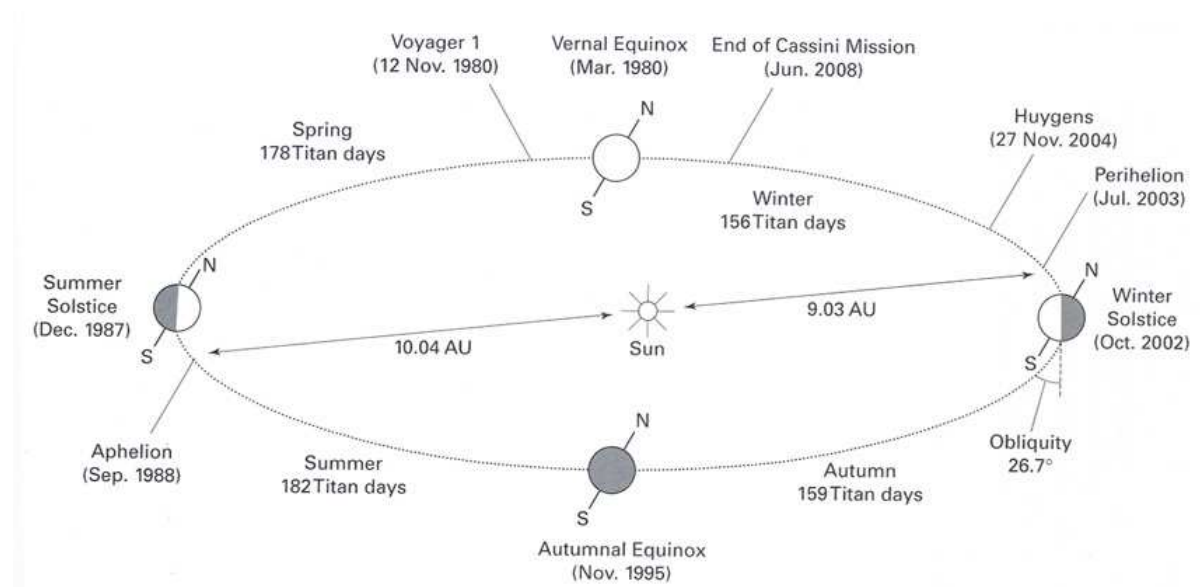 Voyager 1
(12 Nov. 1980)
Vernal Equinox
(Mar. 1980)
End of Cassini Mission
(Jun. 2008)
Huygens
(27 Nov. 2004)
Perihelion
(Jul. 2003)
Spring
178 Titan days
N
S
Winter
156 Titan days
Summer
Solstice
(Dec. 1987)
N
S
10.04 AU
Sun
9.03 AU
N
S
Winter
Solstice
(Oct. 2002)
Obliquity
26.7°
Aphelion
(Sep. 1988)
Summer
182 Titan days
N
S
Autumn
159 Titan days
Autumnal Equinox
(Nov. 1995)